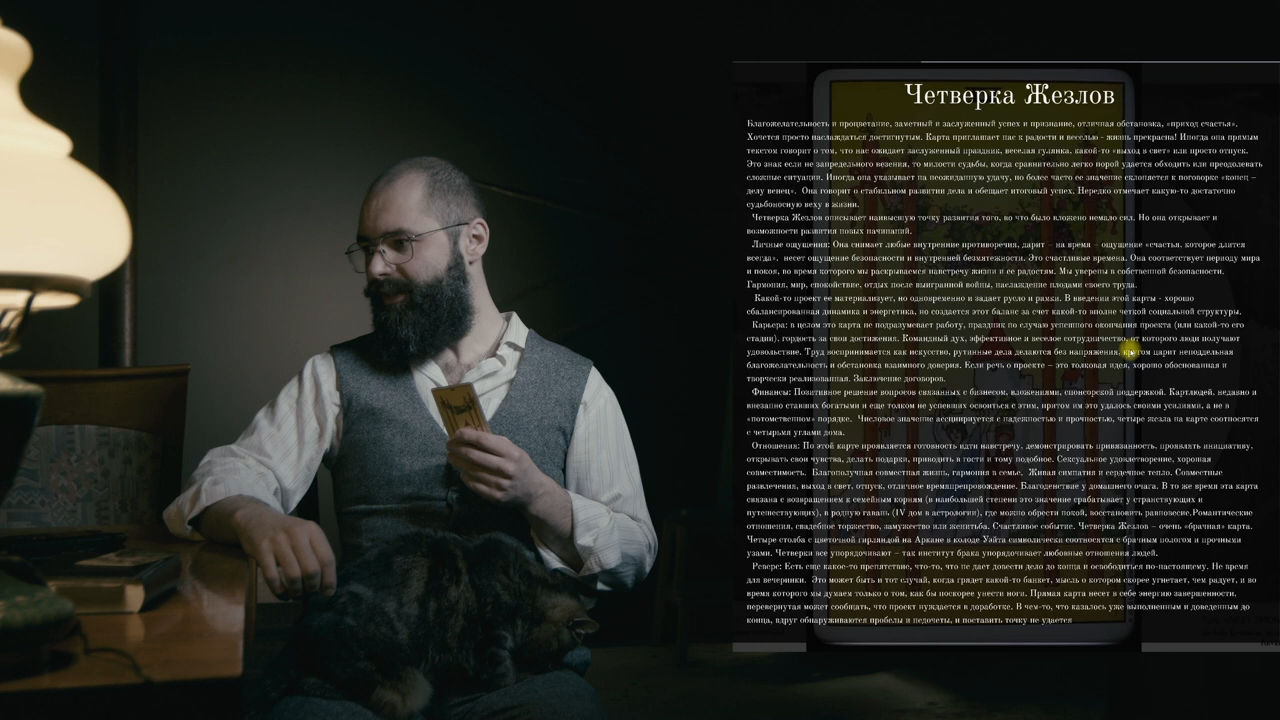 Четверка Жезлов
Благожелательность и процветание, заметный и заслуженный успех и признание, отличная обстановка, «приход счастья».
Хочется просто наслаждаться достигнутым. Карта приглашает нас к радости и веселью - жизнь прекрасна! Иногда она прямым
текстом говорит о том, что нас ожидает заслуженный праздник, веселая гулянка, какой-то «выход в свет» или просто отпуск.
Это знак если не запредельного везения, то милости судьбы, когда сравнительно легко порой удается обходить или преодолевать
сложные ситуации. Иногда она указывает на неожиданную удачу, но более часто ее значение склоняется к поговорке «конец –
делу венец». Она говорит о стабильном развитии дела и обещает итоговый успех. Нередко отмечает какую-то достаточно
судьбоносную веху в жизни.
Четверка Жезлов описывает наивысшую точку развития того, во что было вложено немало сил. Но она открывает и
возможности развития новых начинаний.
Личные ощущения: Она снимает любые внутренние противоречия, дарит – на время – ощущение «счастья, которое длится
всегда». несет ощущение безопасности и внутренней безмятежности. Это счастливые времена. Она соответствует периоду мира
и покоя, во время которого мы раскрываемся навстречу жизни и ее радостям. Мы уверены в собственной безопасности.
Гармония, мир, спокойствие, отдых после выигранной войны, наслаждение плодами своего труда.
Какой-то проект ее материализует, но одновременно и задает русло и рамки. В введении этой карты - хорошо
сбалансированная динамика и энергетика, но создается этот баланс за счет какой-то вполне четкой социальной структуры.
Карьера: в целом это карта не подразумевает работу, праздник по случаю успешного окончания проекта (или какой-то его
стадии), гордость за свои достижения. Командный дух, эффективное и веселое сотрудничество, от которого люди получают
удовольствие. Труд воспринимается как искусство, рутинные дела делаются без напряжения, кругом царит неподдельная
благожелательность и обстановка взаимного доверия. Если речь о проекте – это толковая идея, хорошо обоснованная и
творчески реализованная. Заключение договоров.
Финансы: Позитивное решение вопросов связанных с бизнесом, вложениями, спонсорской поддержкой. Картлюдей, недавно и
внезапно ставших богатыми и еще толком не успевших освоиться с этим, притом им это удалось своими усилиями, а не в
«потомственном» порядке. Числовое значение ассциируется с надежностью и прочностью, четыре жезла на карте соотносятся
с четырьмя углами дома.
Отношения: По этой карте проявляется готовность идти навстречу, демонстрировать привязанность, проявлять инициативу,
открывать свои чувства, делать подарки, приводить в гости и тому подобное. Сексуальное удовлетворение, хорошая
совместимость. Благополучная совместная жизнь, гармония в семье. Живая симпатия и сердечное тепло. Совместные
развлечения, выход в свет, отпуск, отличное времяпрепровождение. Благоденствие у домашнего очага. В то же время эта карта
связана с возвращением к семейным корням (в наибольшей степени это значение срабатывает у странствующих и
путешествующих), в родную гавань (IV дом в астрологии), где можно обрести покой, восстановить равновесие.Романтические
отношения, свадебное торжество, замужество или женитьба. Счастливое событие. Четверка Жезлов – очень «брачная» карта.
Четыре столба с цветочной гирляндой на Аркане в колоде Уэйта символически соотносятся с брачным пологом и прочными
узами. Четверки все упорядочивают – так институт брака упорядочивает любовные отношения людей.
Реверс: Есть еще какое-то препятствие, что-то, что не дает довести дело до конца и освободиться по-настоящему. Не время
для вечеринки. Это может быть и тот случай, когда грядет какой-то банкет, мысль о котором скорее угнетает, чем радует, и во
время которого мы думаем только о том, как бы поскорее унести ноги. Прямая карта несет в себе энергию завершенности,
перевернутая может сообщать, что проект нуждается в доработке. В чем-то, что казалось уже выполненным и доведенным до
конца, вдруг обнаруживаются пробелы и недочеты, и поставить точку не удается